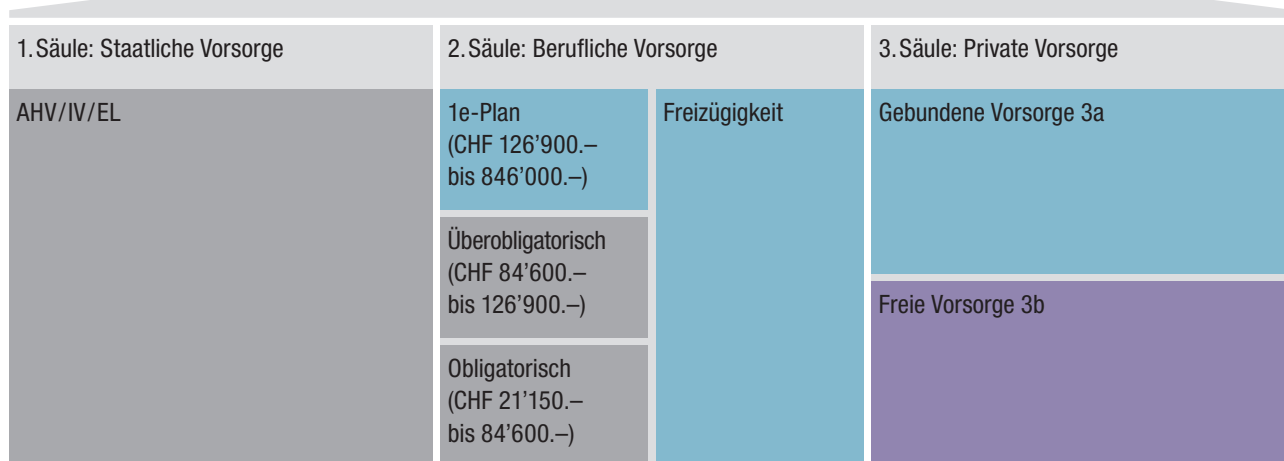 1. Säule: Staatliche Vorsorge
2. Säule: Berufliche Vorsorge
3. Säule: Private Vorsorge
AHV/IV/EL
1e-Plan
(CHF 126’900.–
bis 846’000.–)
Überobligatorisch
(CHF 84’600.–
bis 126’900.–)
Obligatorisch
(CHF 21’150.–
bis 84’600.–)
Freizügigkeit
Gebundene Vorsorge 3a
Freie Vorsorge 3b